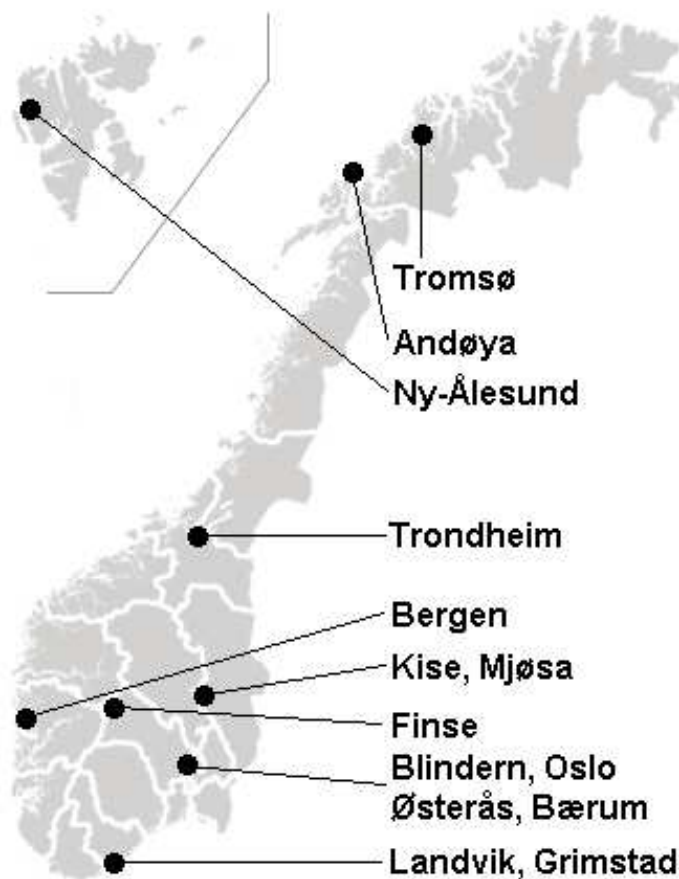 Tromsø
Andøya
Ny-Ålesund
Trondheim
Bergen
Kise, Mjøsa
Finse
Blindern, Oslo
Østerås, Bærum
Landvik, Grimstad